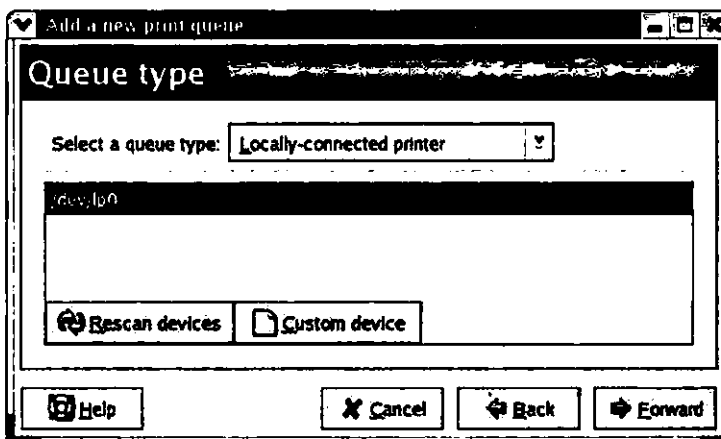 Add a new print queue
Queue type
Select a queue type: Locally-connected printer
/dev/lp0
Rescan devices Custom device
Help Cancel Back Forward